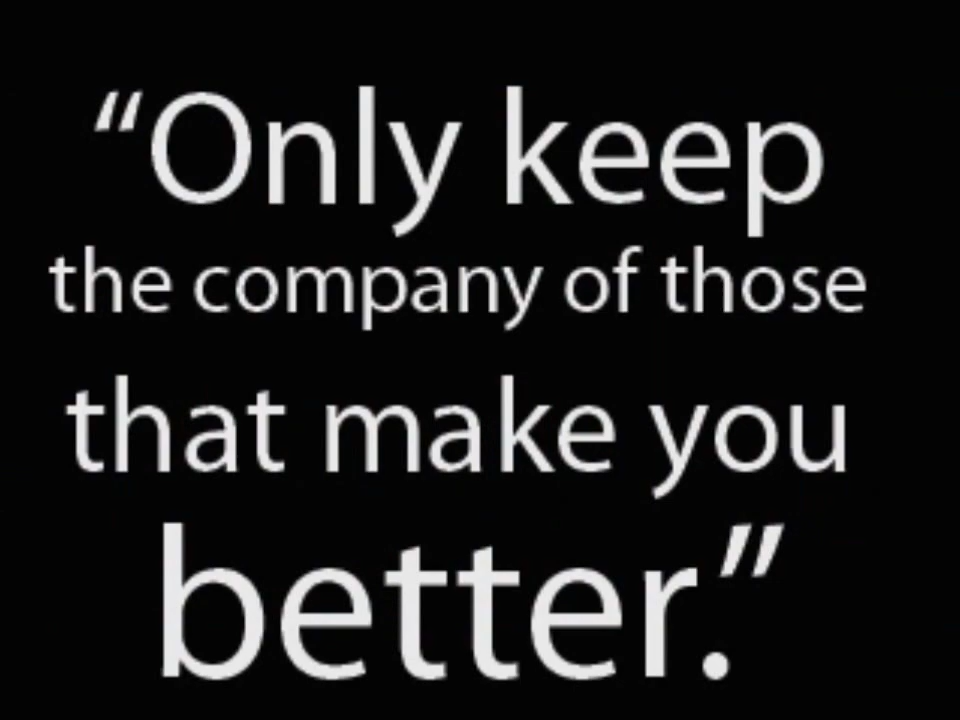 “Only keep
the company of those
that make you
better.”